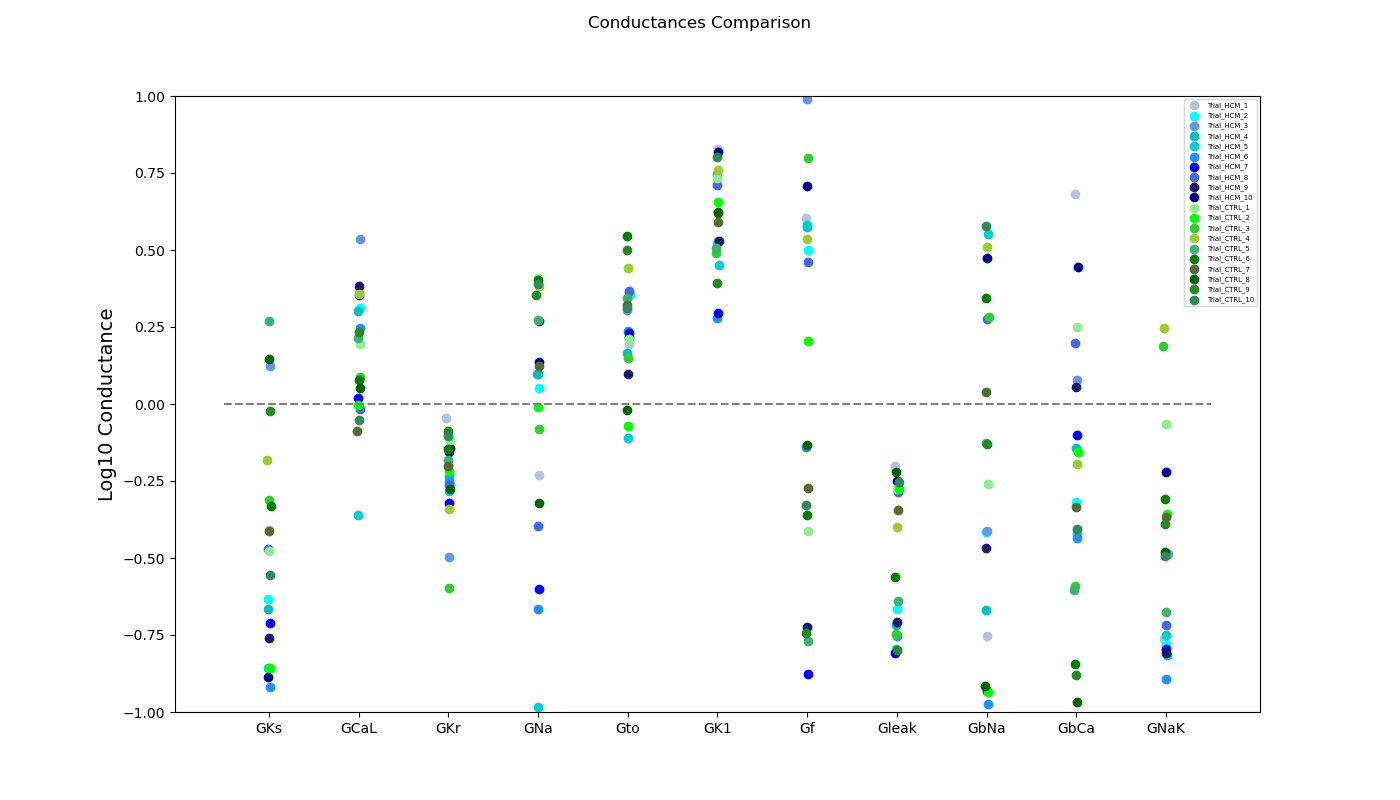 Conductances Comparison
Log10 Conductance
1.00
0.75
0.50
0.25
0.00
−0.25
−0.50
−0.75
−1.00
GKs
GCaL
GKr
GNa
Gto
GK1
Gf
Gleak
GbNa
GbCa
GNaK
Trial_HCM_1
Trial_HCM_2
Trial_HCM_3
Trial_HCM_4
Trial_HCM_5
Trial_HCM_6
Trial_HCM_7
Trial_HCM_8
Trial_HCM_9
Trial_HCM_10
Trial_CTRL_1
Trial_CTRL_2
Trial_CTRL_3
Trial_CTRL_4
Trial_CTRL_5
Trial_CTRL_6
Trial_CTRL_7
Trial_CTRL_8
Trial_CTRL_9
Trial_CTRL_10